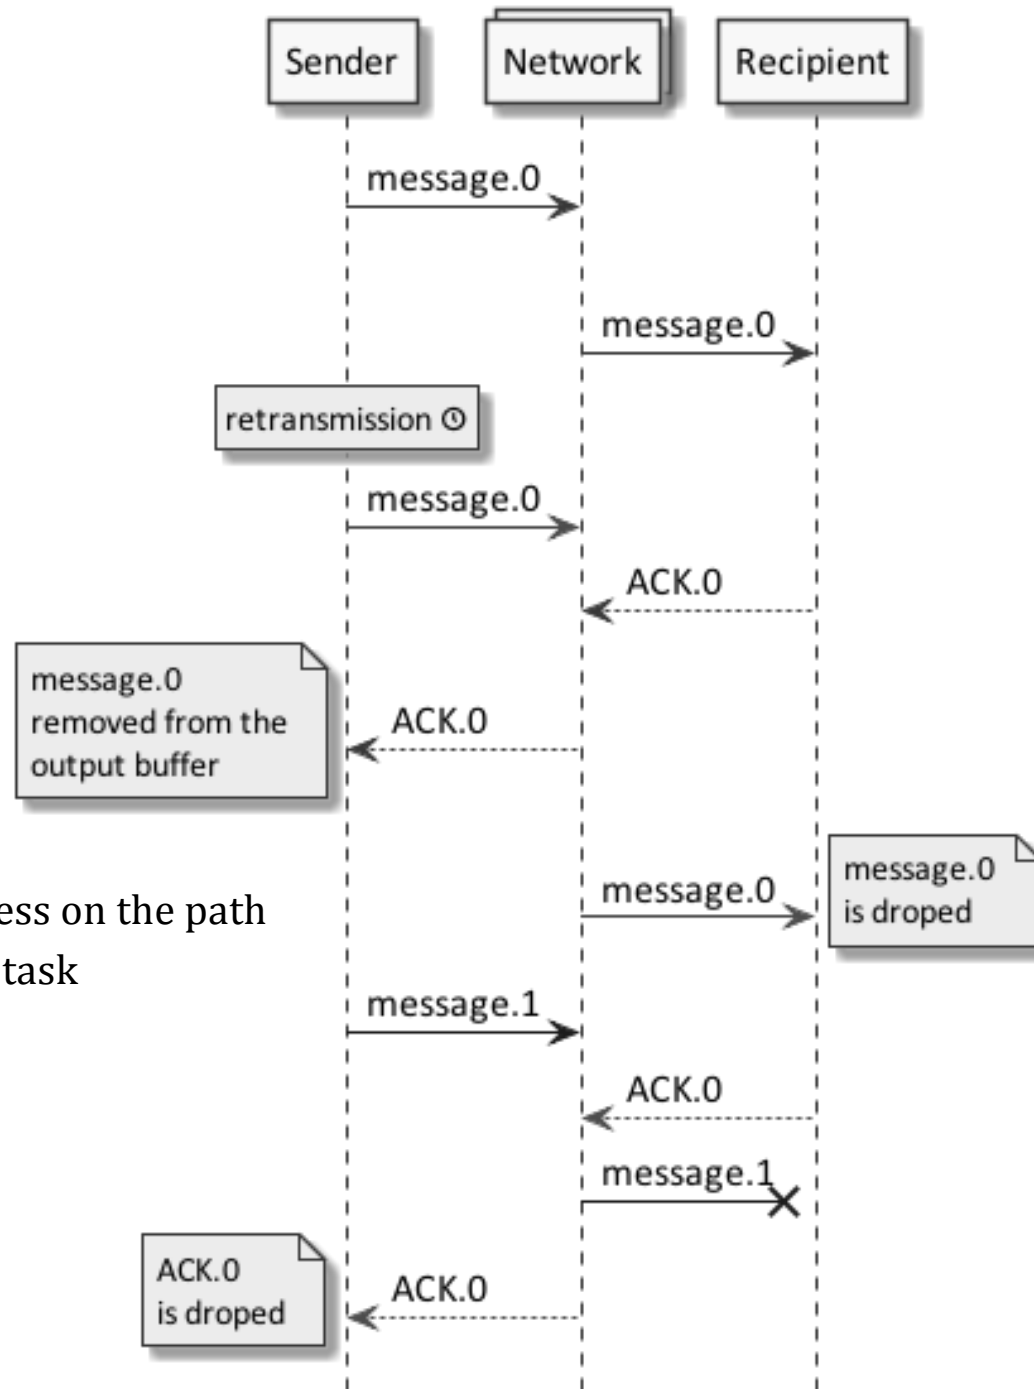 Sender
Network
Recipient
message.0
message.0
retransmission
message.0
ACK.0
message.0
removed from the
output buffer
ACK.0
message.0
message.0
is droped
ess on the path
task
message.1
ACK.0
message.1
ACK.0
is droped
ACK.0